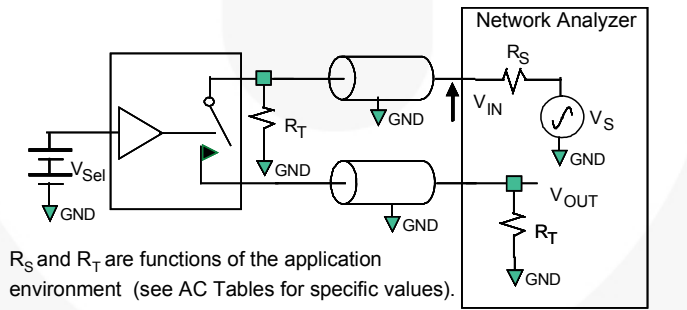 Network Analyzer
R_S
V_IN
V_S
GND
R_T
GND
GND
V_Sel
GND
V_OUT
R_T
GND
GND
R_S and R_T are functions of the application
environment (see AC Tables for specific values).
GND